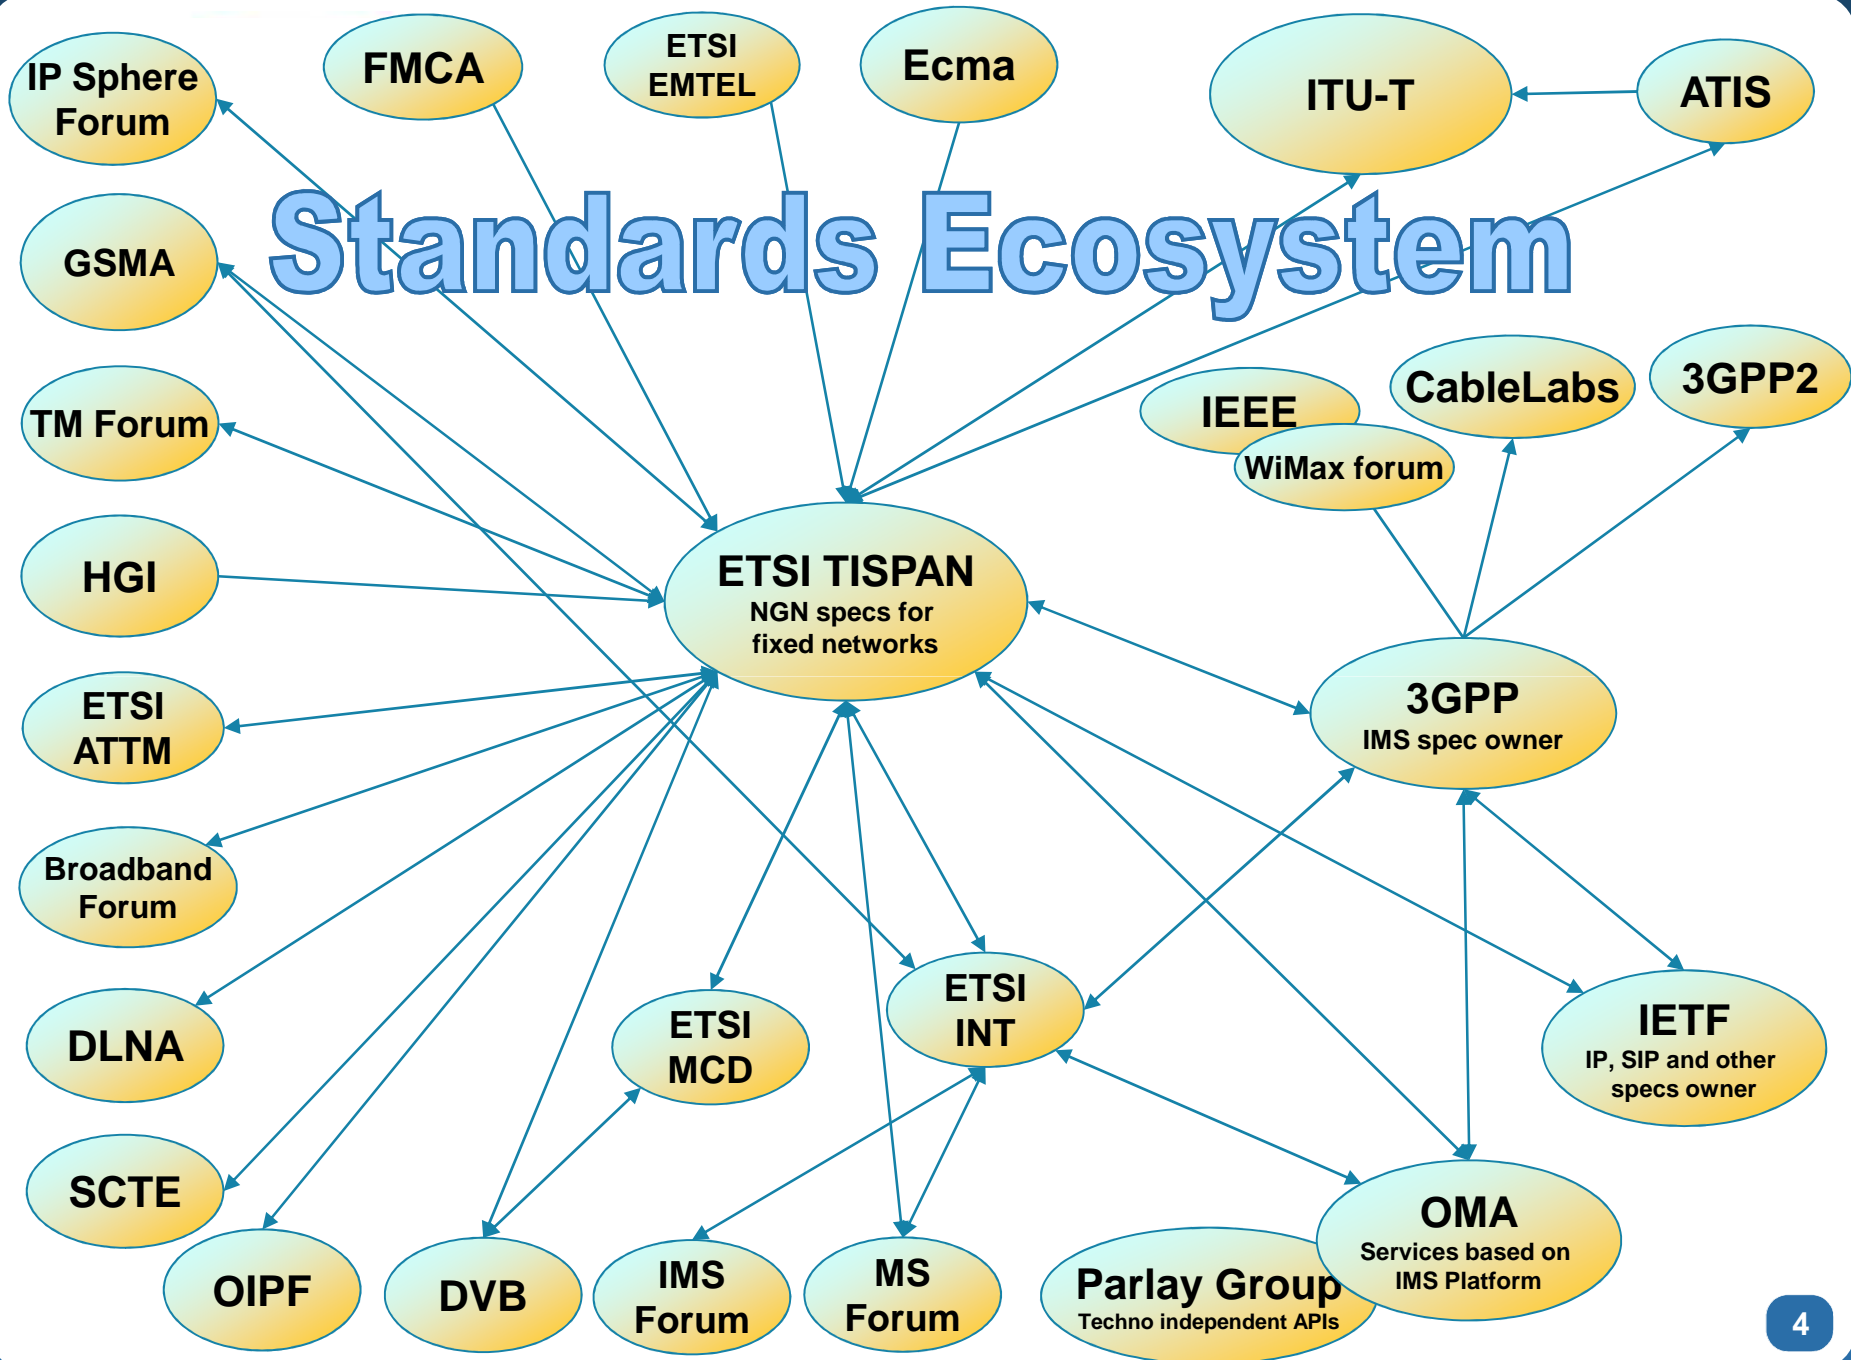 IP Sphere
Forum
FMCA
ETSI
EMTEL
Ecma
ITU-T
ATIS
Standards Ecosystem
GSMA
TM Forum
IEEE
WiMax forum
CableLabs
3GPP2
HGI
ETSI TISPAN
NGN specs for
fixed networks
ETSI
ATTM
3GPP
IMS spec owner
Broadband
Forum
DLNA
ETSI
MCD
ETSI
INT
IETF
IP, SIP and other
specs owner
SCTE
OIPF
DVB
IMS
Forum
MS
Forum
Parlay Group
Techno independent APIs
OMA
Services based on
IMS Platform
4